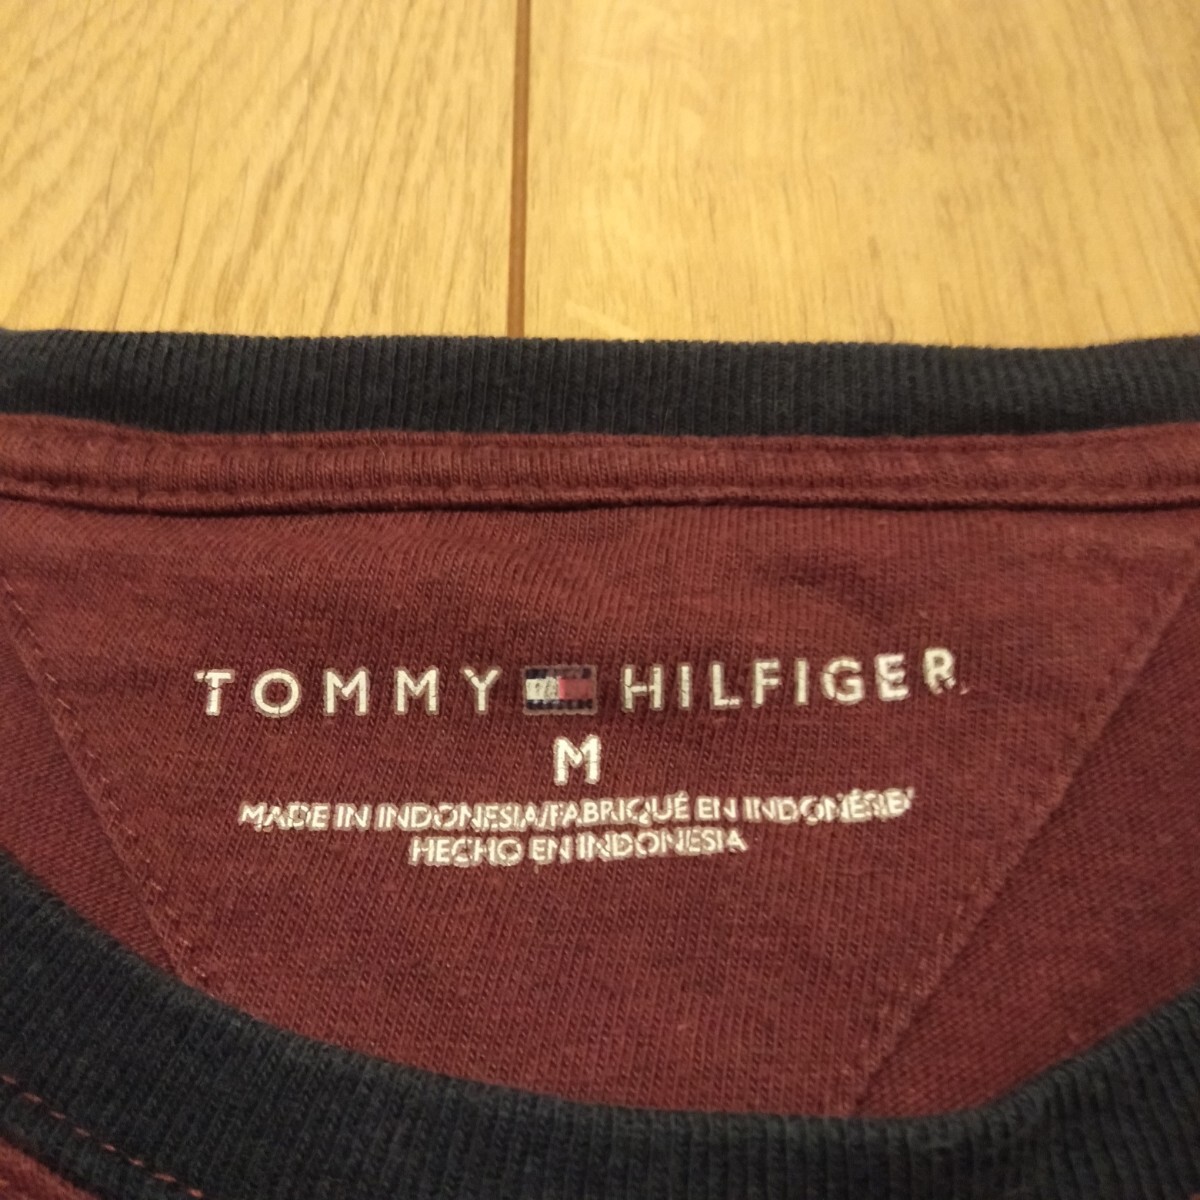 TOMMY HILFIGER
M
MADE IN INDONESIA/FABRIQUÉ EN INDONÉSIE/
HECHO EN INDONESIA